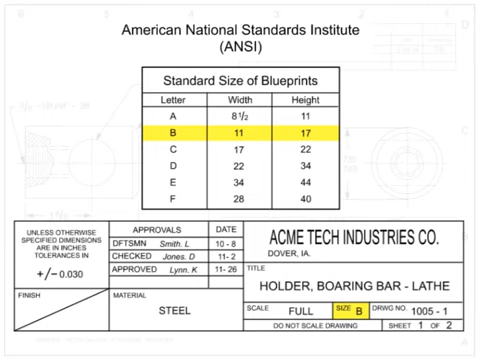 American National Standards Institute
(ANSI)
Standard Size of Blueprints
Letter Width Height
A 8 1/2 11
B 11 17
C 17 22
D 22 34
E 34 44
F 28 40
UNLESS OTHERWISE
SPECIFIED DIMENSIONS
ARE IN INCHES
TOLERANCES IN
+/- 0.030
FINISH
APPROVALS DATE
DFTSMN Smith. L 10 - 8
CHECKED Jones. D 11- 2
APPROVED Lynn. K 11- 26
MATERIAL
STEEL
ACME TECH INDUSTRIES CO.
DOVER, IA.
TITLE
HOLDER, BOARING BAR - LATHE
SCALE FULL SIZE B DRWG NO. 1005 - 1
DO NOT SCALE DRAWING SHEET 1 OF 2
D
C
A